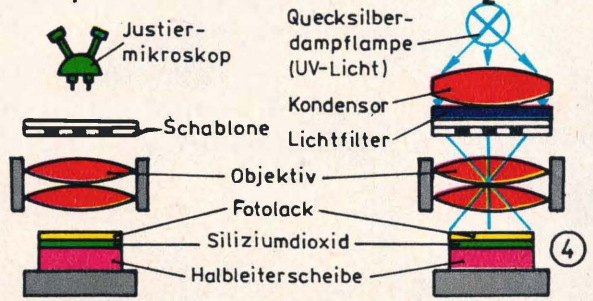 Justier-
mikroskop
Quecksilber-
dampflampe
(UV-Licht)
Kondensor
Schablone
Lichtfilter
Objektiv
Fotolack
Siliziumdioxid
Halbleiterscheibe
4